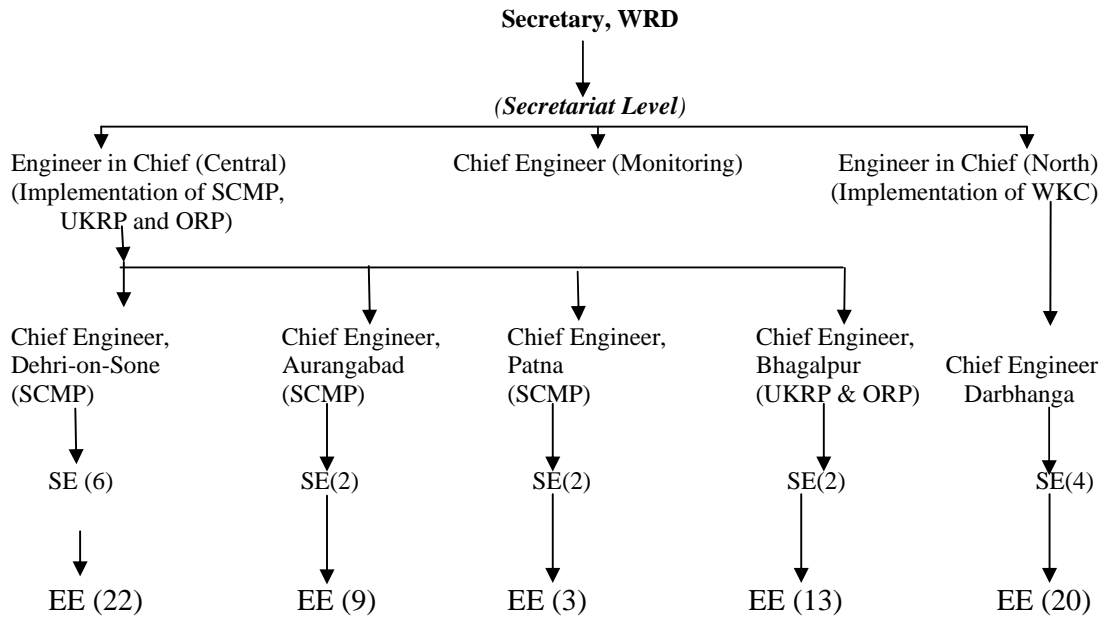 Secretary, WRD
(Secretariat Level)
Engineer in Chief (Central)
(Implementation of SCMP,
UKRP and ORP)
Chief Engineer (Monitoring)
Engineer in Chief (North)
(Implementation of WKC)
Chief Engineer,
Dehri-on-Sone
(SCMP)
Chief Engineer,
Aurangabad
(SCMP)
Chief Engineer,
Patna
(SCMP)
Chief Engineer,
Bhagalpur
(UKRP & ORP)
Chief Engineer
Darbhanga
SE (6)
SE(2)
SE(2)
SE(2)
SE(4)
EE (22)
EE (9)
EE (3)
EE (13)
EE (20)